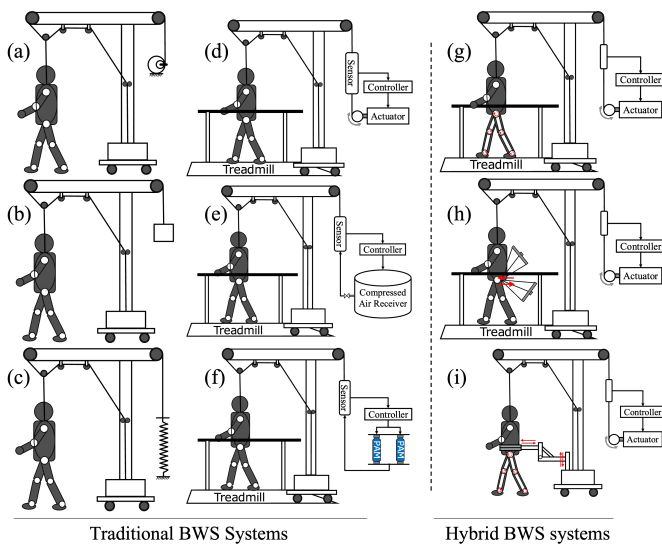 (a)
(d)
Sensor
Controller
Actuator
Treadmill
(g)
Controller
Actuator
Treadmill
(b)
(e)
Sensor
Controller
Compressed
Air Receiver
Treadmill
(h)
Controller
Actuator
Treadmill
(c)
(f)
Sensor
Controller
PAM
PAM
Treadmill
(i)
Controller
Actuator
Traditional BWS Systems
Hybrid BWS systems